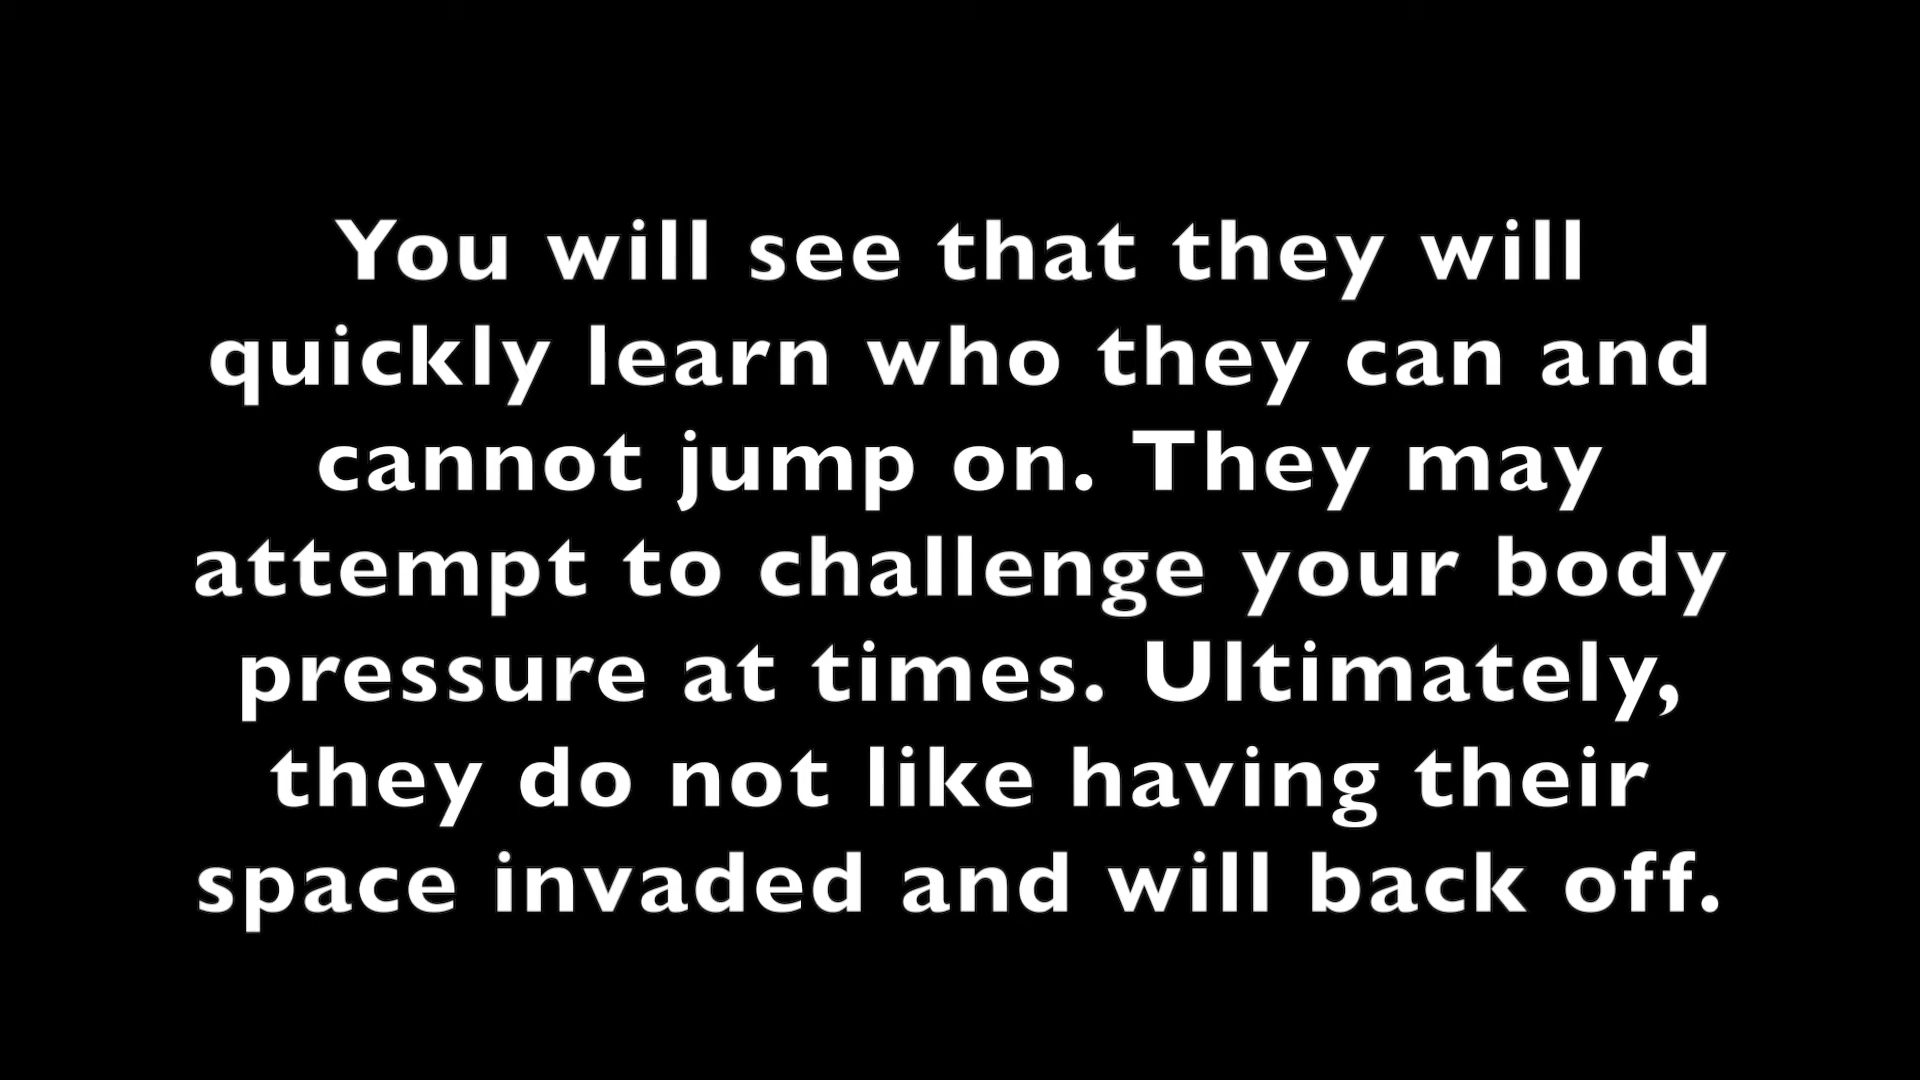 You will see that they will
quickly learn who they can and
cannot jump on. They may
attempt to challenge your body
pressure at times. Ultimately,
they do not like having their
space invaded and will back off.